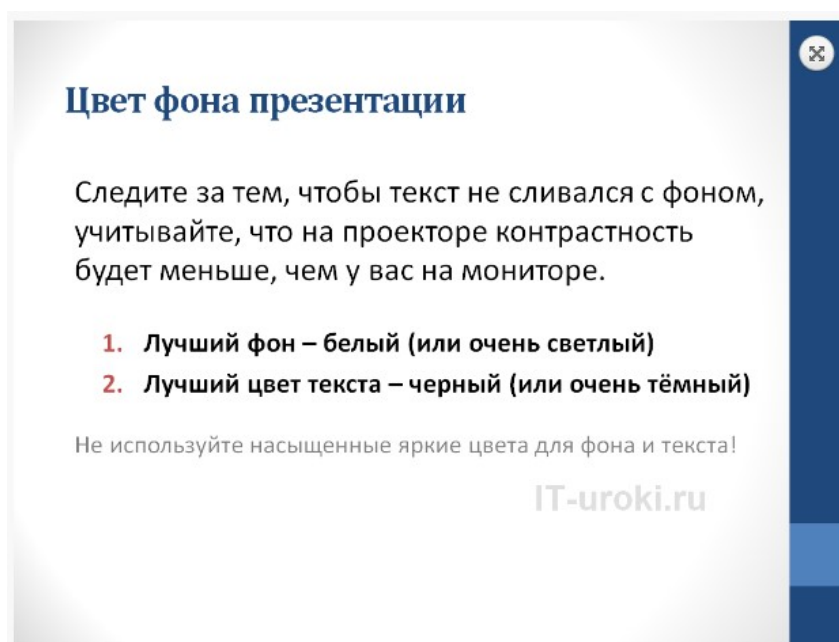 Цвет фона презентации
Следите за тем, чтобы текст не сливался с фоном,
учитывайте, что на проекторе контрастность
будет меньше, чем у вас на мониторе.
1. Лучший фон – белый (или очень светлый)
2. Лучший цвет текста – черный (или очень тёмный)
Не используйте насыщенные яркие цвета для фона и текста!
IT-uroki.ru